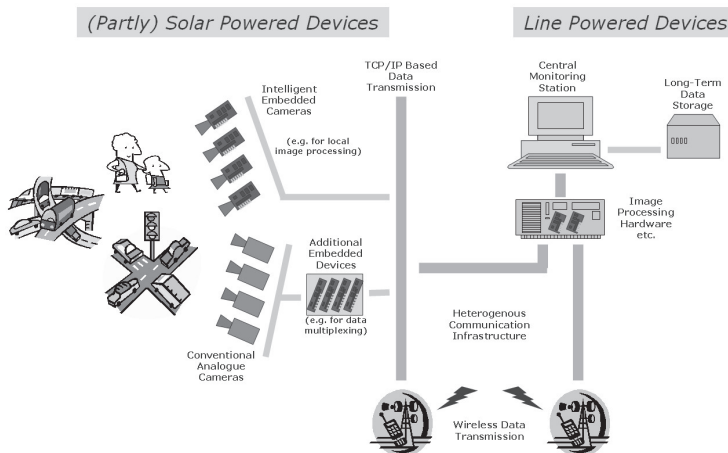 (Partly) Solar Powered Devices
Line Powered Devices
Intelligent
Embedded
Cameras
(e.g. for local
image processing)
TCP/IP Based
Data
Transmission
Central
Monitoring
Station
Long-Term
Data
Storage
Image
Processing
Hardware
etc.
Additional
Embedded
Devices
(e.g. for data
multiplexing)
Conventional
Analogue
Cameras
Heterogenous
Communication
Infrastructure
Wireless Data
Transmission